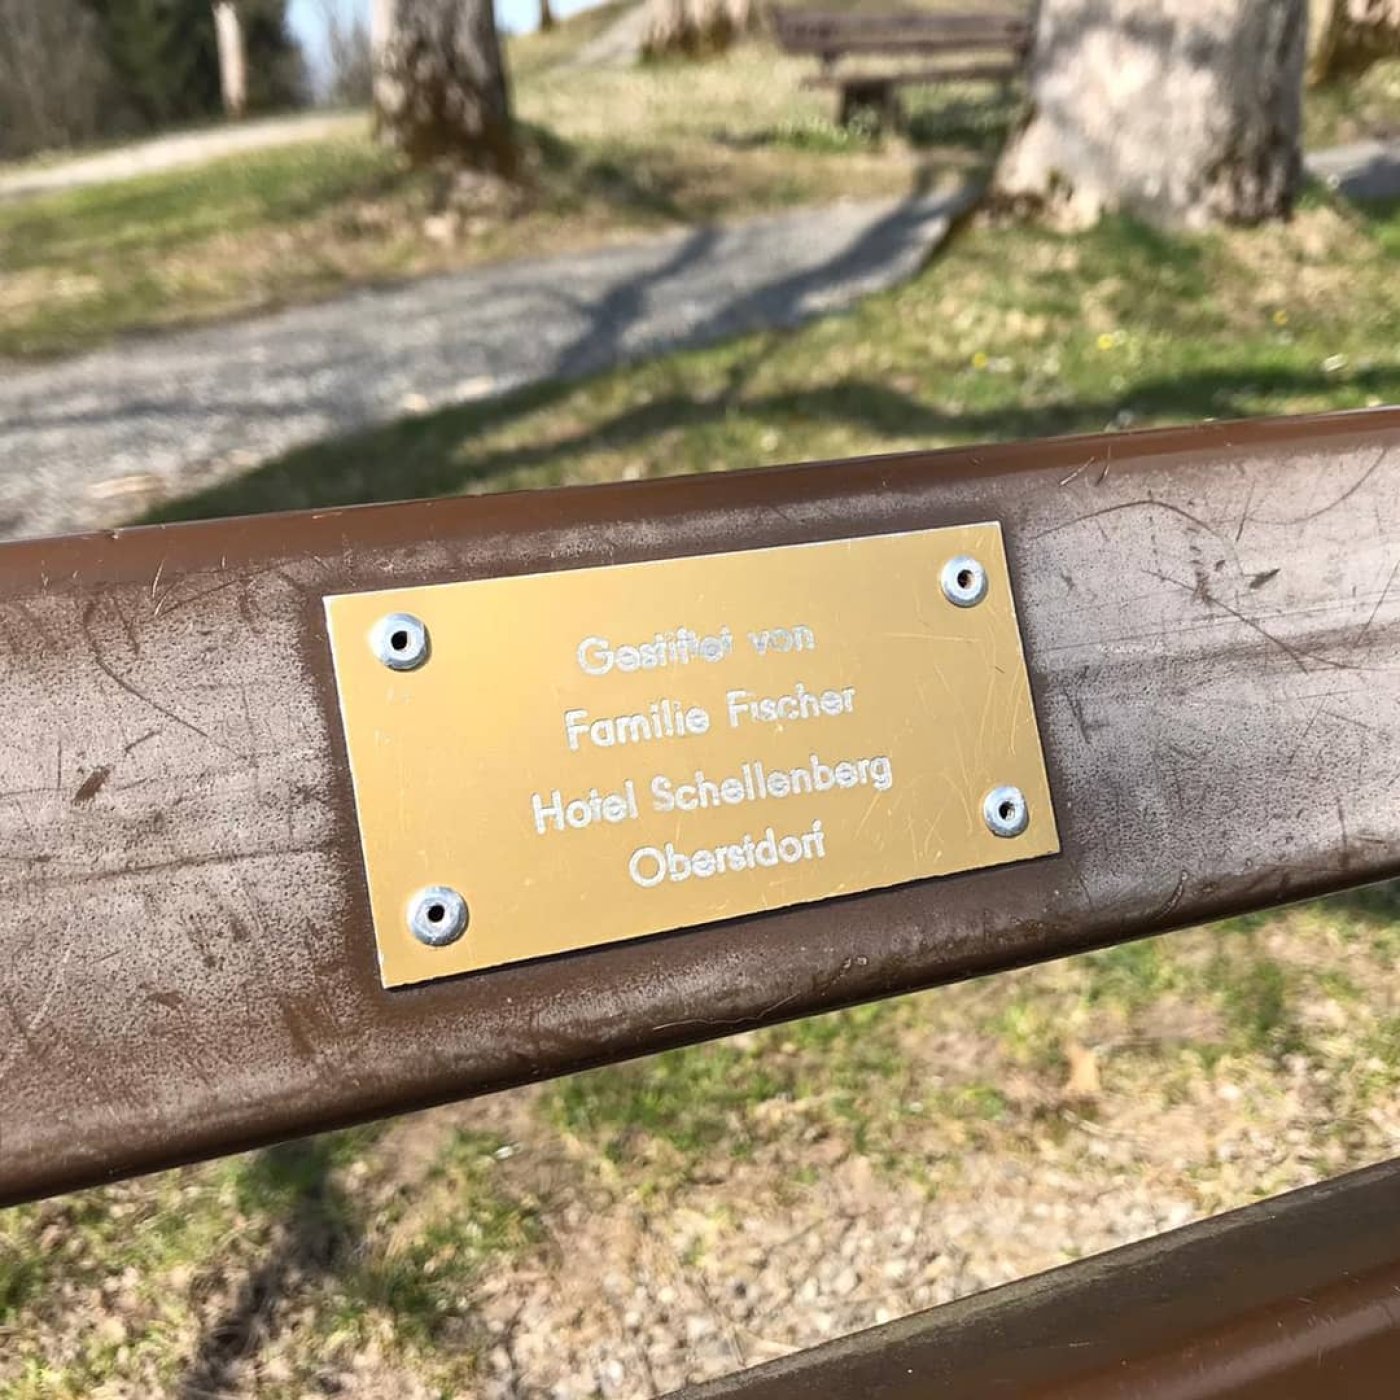 Gestiftet von
Familie Fischer
Hotel Schellenberg
Oberstdorf